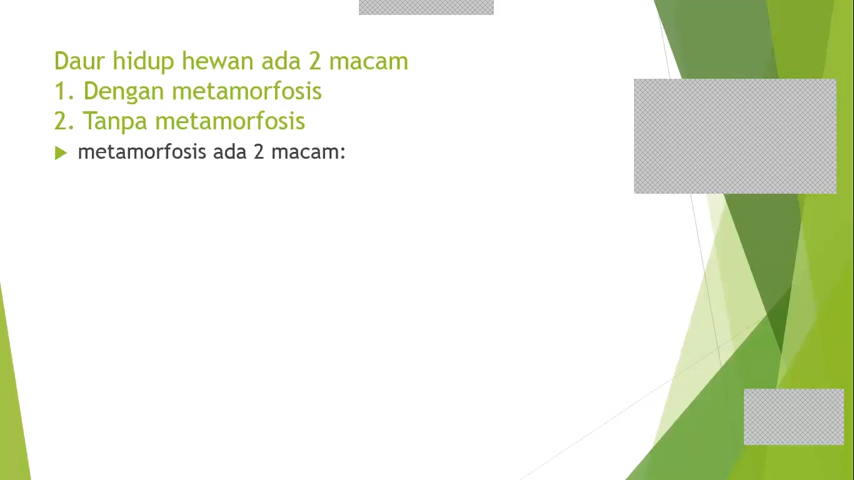 Daur hidup hewan ada 2 macam
1. Dengan metamorfosis
2. Tanpa metamorfosis
metamorfosis ada 2 macam: